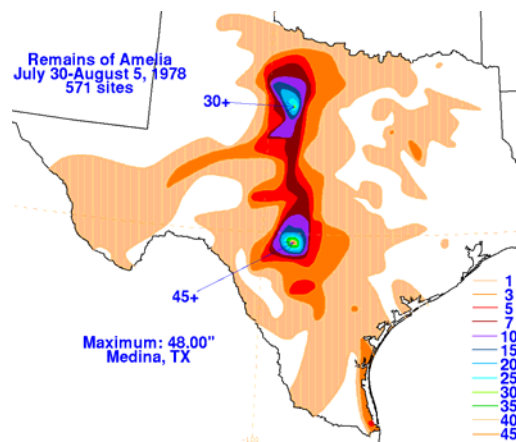 Remains of Amelia
July 30-August 5, 1978
571 sites
30+
45+
Maximum: 48.00"
Medina, TX
1
3
5
7
10
15
20
25
30
35
40
45